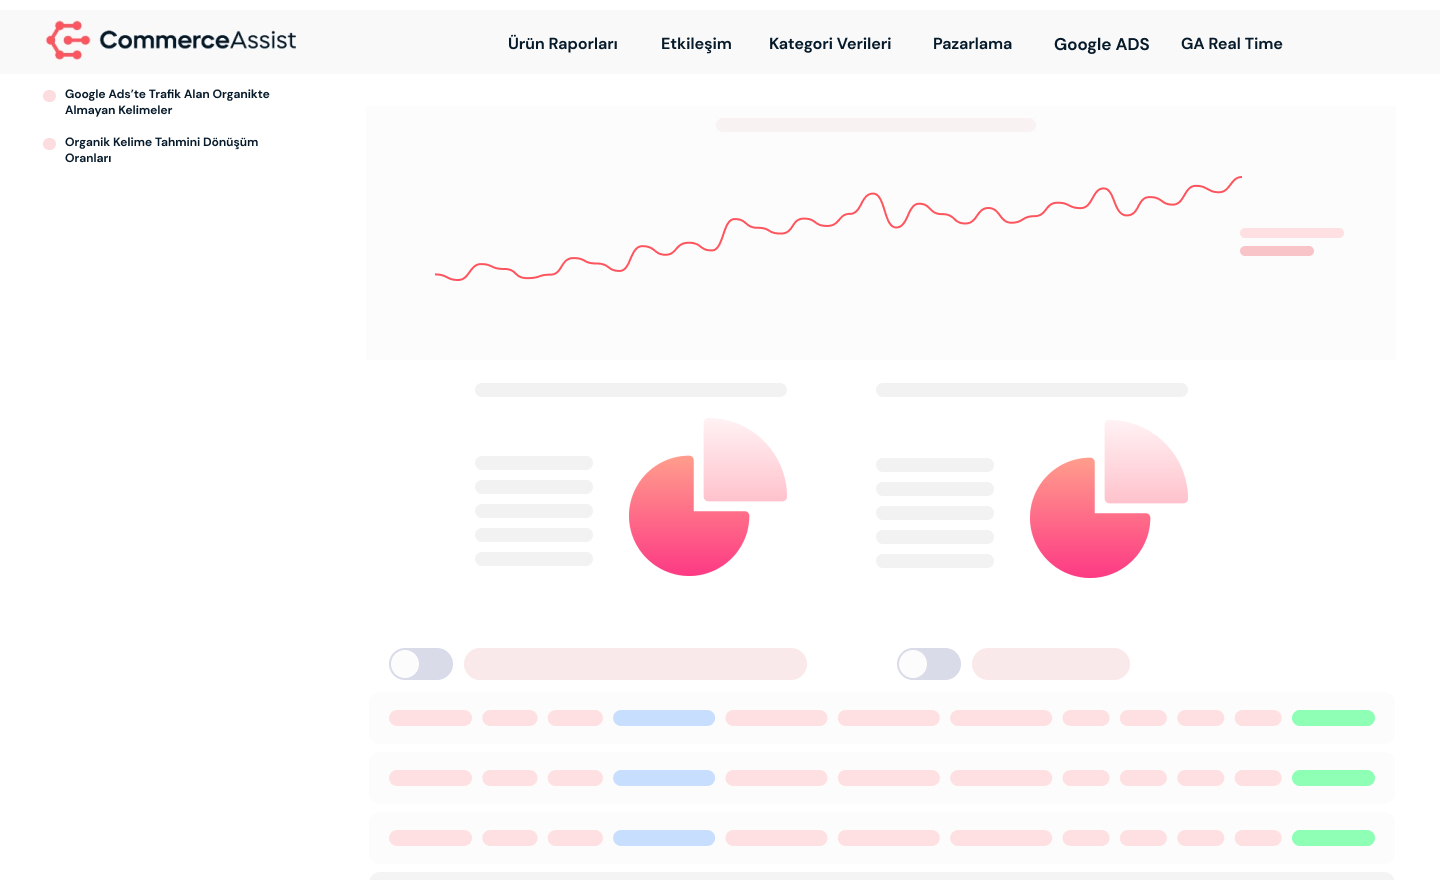 CommerceAssist
Ürün Raporları
Etkileşim
Kategori Verileri
Pazarlama
Google ADS
GA Real Time
Google Ads’te Trafik Alan Organikte
Almayan Kelimeler
Organik Kelime Tahmini Dönüşüm
Oranları